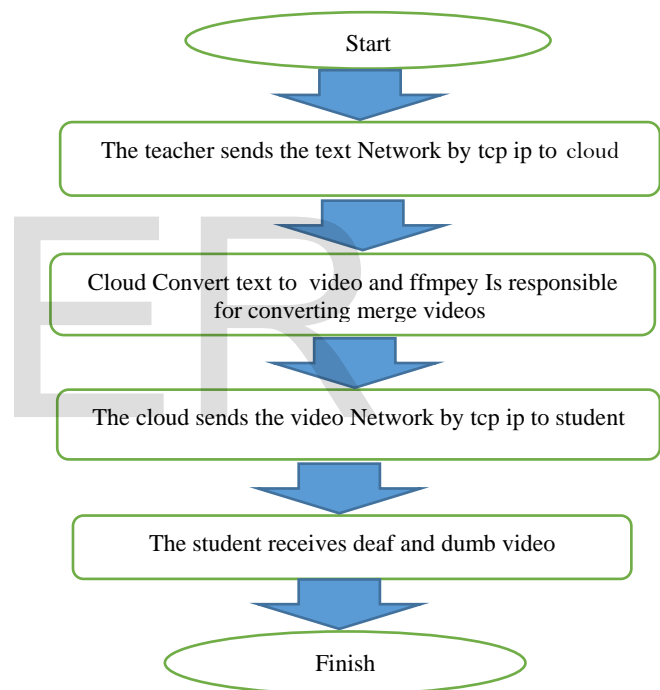 Start
The teacher sends the text Network by tcp ip to cloud
Cloud Convert text to video and ffmpey Is responsible
for converting merge videos
The cloud sends the video Network by tcp ip to student
The student receives deaf and dumb video
Finish
ER